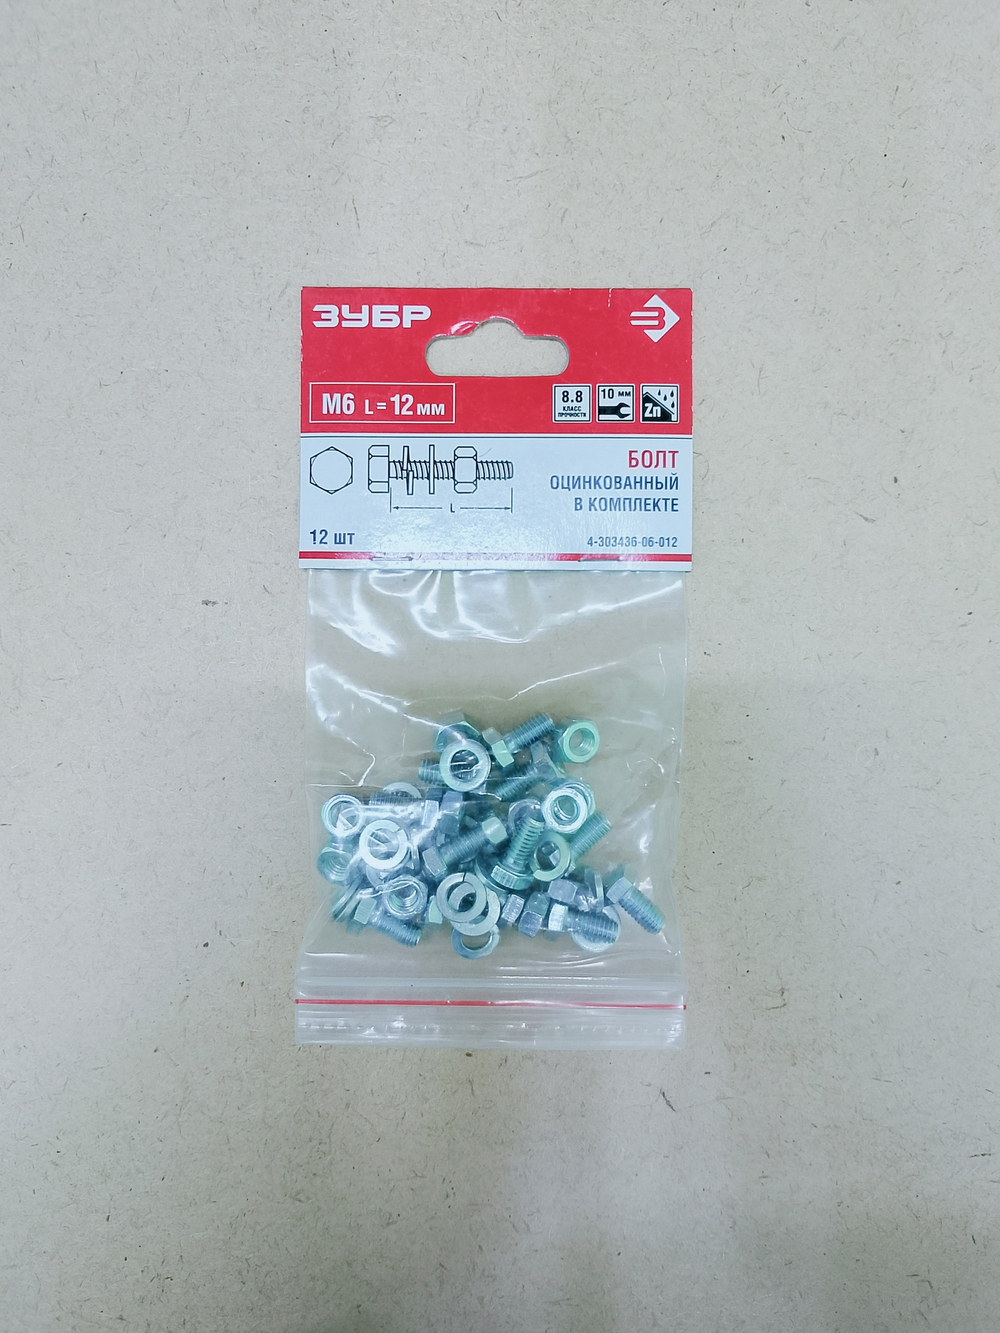 ЗУБР
М6 L = 12 мм
8.8
КЛАСС
ПРОЧНОСТИ
10 мм
Zn
БОЛТ
ОЦИНКОВАННЫЙ
В КОМПЛЕКТЕ
L
12 шт
4-303436-06-012